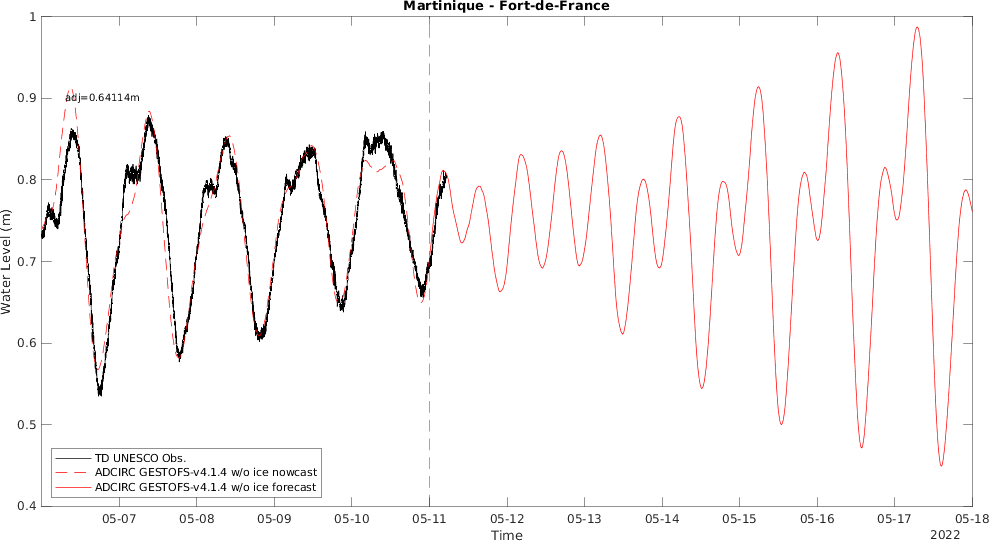 Martinique - Fort-de-France
1
0.9
0.8
0.7
0.6
0.5
0.4
Water Level (m)
adj=0.64114m
TD UNESCO Obs.
ADCIRC GESTOFS-v4.1.4 w/o ice nowcast
ADCIRC GESTOFS-v4.1.4 w/o ice forecast
05-07 05-08 05-09 05-10 05-11 05-12 05-13 05-14 05-15 05-16 05-17 05-18
Time
2022